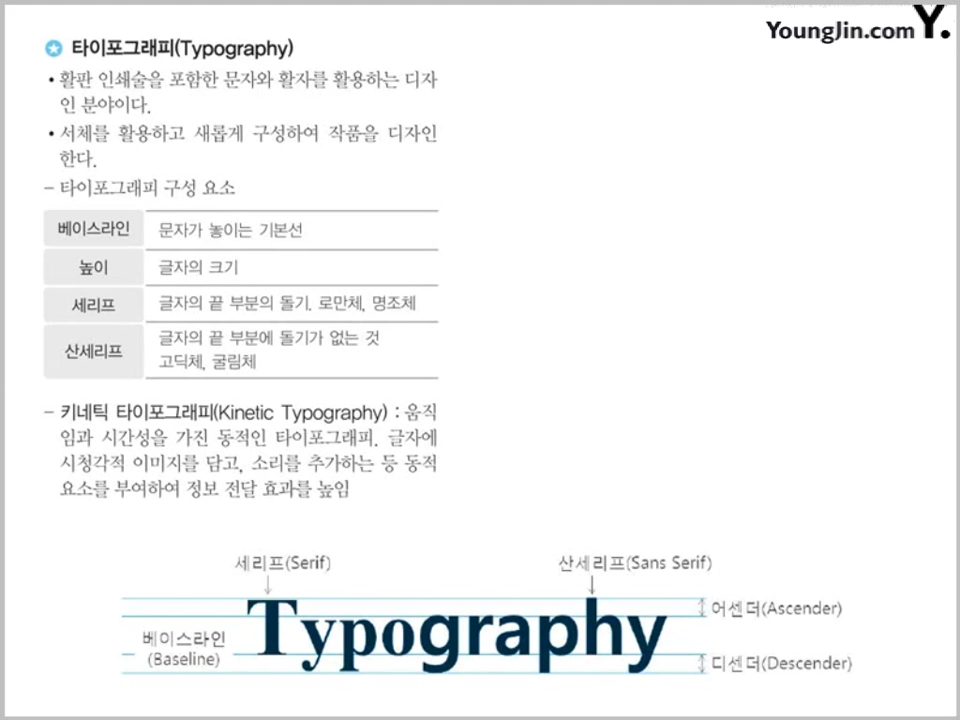 YoungJin.com Y.
타이포그래피(Typography)
• 활판 인쇄술을 포함한 문자와 활자를 활용하는 디자
인 분야이다.
• 서체를 활용하고 새롭게 구성하여 작품을 디자인
한다.
– 타이포그래피 구성 요소
베이스라인 문자가 놓이는 기본선
높이 글자의 크기
세리프 글자의 끝 부분의 돌기. 로만체, 명조체
산세리프 글자의 끝 부분에 돌기가 없는 것
고딕체, 굴림체
– 키네틱 타이포그래피(Kinetic Typography) : 움직
임과 시간성을 가진 동적인 타이포그래피. 글자에
시청각적 이미지를 담고, 소리를 추가하는 등 동적
요소를 부여하여 정보 전달 효과를 높임
세리프(Serif) 산세리프(Sans Serif)
Typography
어센더(Ascender)
베이스라인
(Baseline)
디센더(Descender)